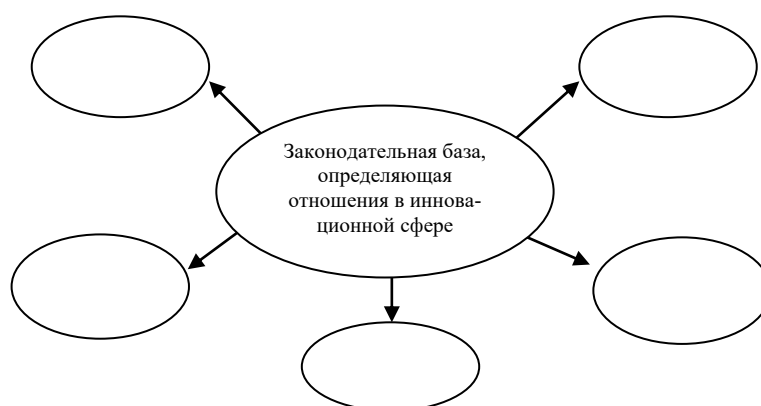 Законодательная база,
определяющая
отношения в иннова-
ционной сфере